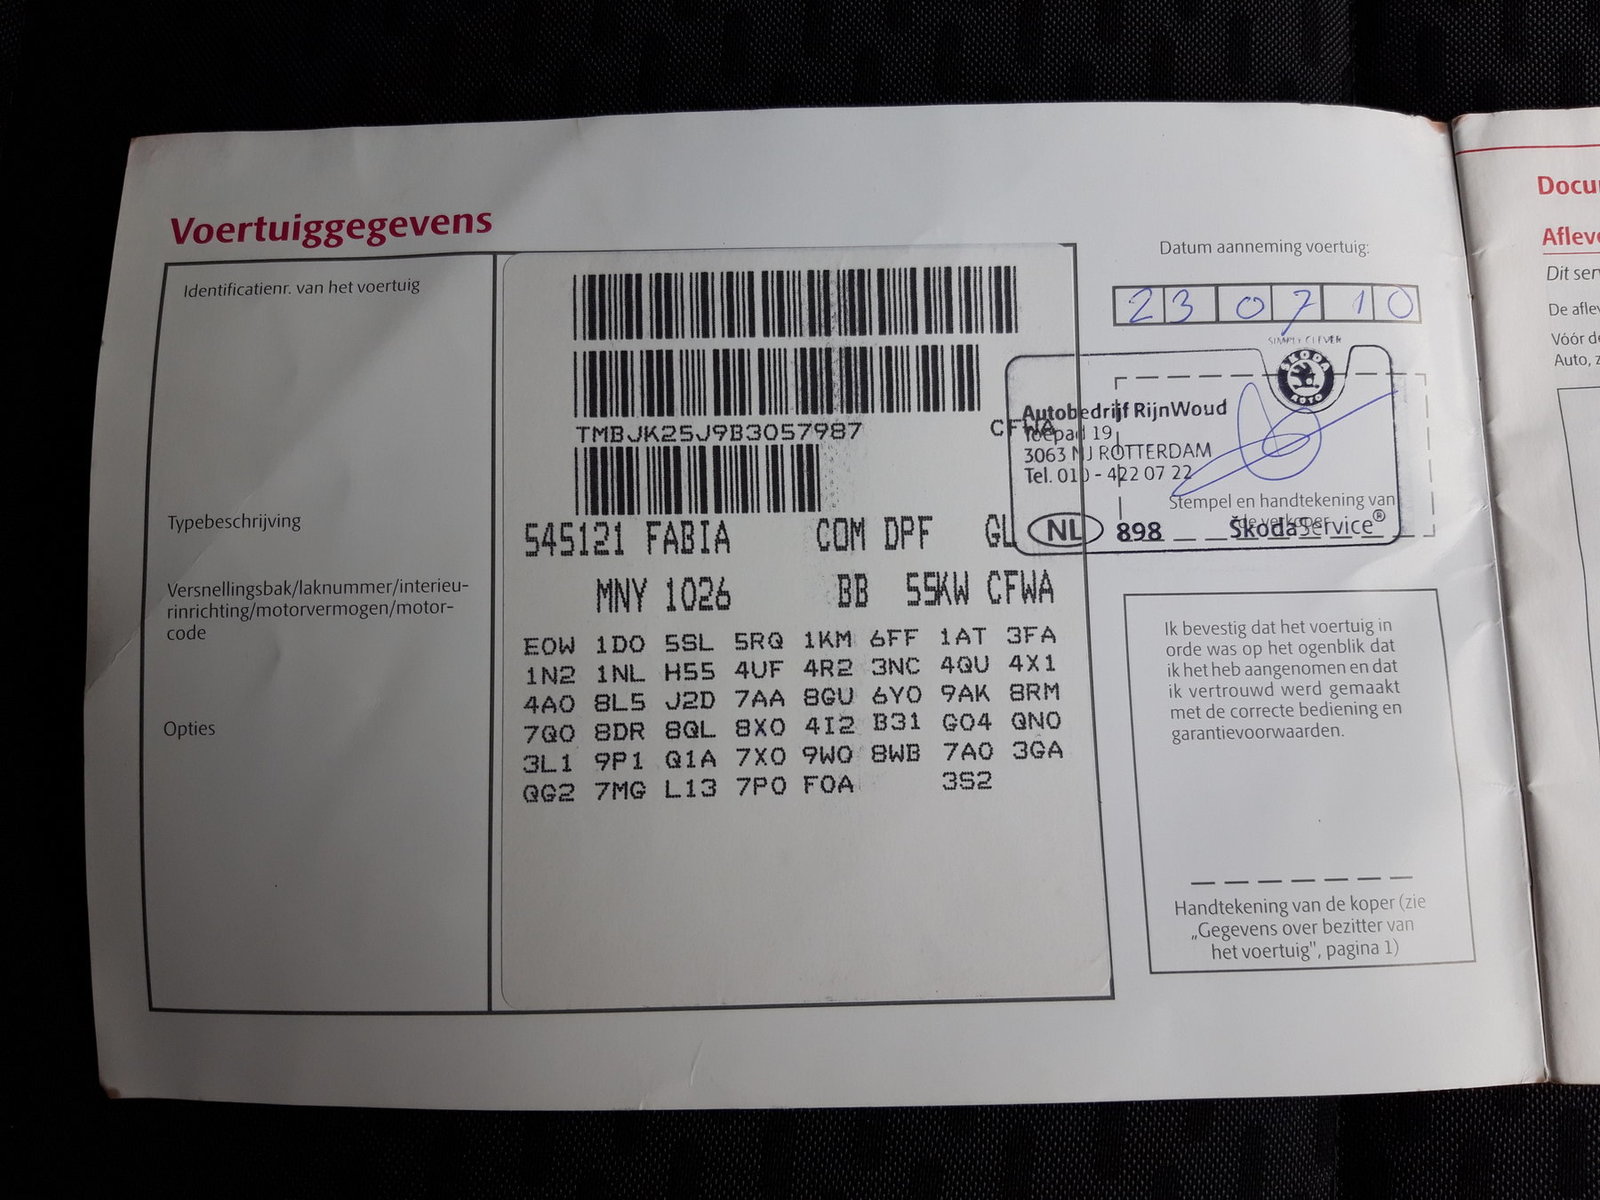 Voertuiggegevens
Identificatienr. van het voertuig
TMBJK25J9B3057987 CFWA
Typebeschrijving
545121 FABIA COM DPF GL
Versnellingsbak/laknummer/interieu-
rinrichting/motorvermogen/motor-
code
MNY 1026 BB 55KW CFWA
Opties
E0W 1D0 5SL 5RQ 1KM 6FF 1AT 3FA
1N2 1NL H55 4UF 4R2 3NC 4QU 4X1
4A0 8L5 J2D 7AA 8GU 6Y0 9AK 8RM
7Q0 8DR 8QL 8X0 4I2 B31 G04 QN0
3L1 9P1 Q1A 7X0 9W0 8WB 7A0 3GA
QG2 7MG L13 7P0 F0A 3S2
Datum aanneming voertuig:
23 07 10
SIMPLY CLEVER
ŠKODA
AUTO
Autobedrijf RijnWoud
Toepad 19
3063 NJ ROTTERDAM
Tel. 010 - 422 07 22
Stempel en handtekening van
de verkoper
NL 898 ŠkodaService®
Ik bevestig dat het voertuig in
orde was op het ogenblik dat
ik het heb aangenomen en dat
ik vertrouwd werd gemaakt
met de correcte bediening en
garantievoorwaarden.
Handtekening van de koper (zie
„Gegevens over bezitter van
het voertuig", pagina 1)
Docu
Aflev
Dit ser
De aflev
Vóór de
Auto, z